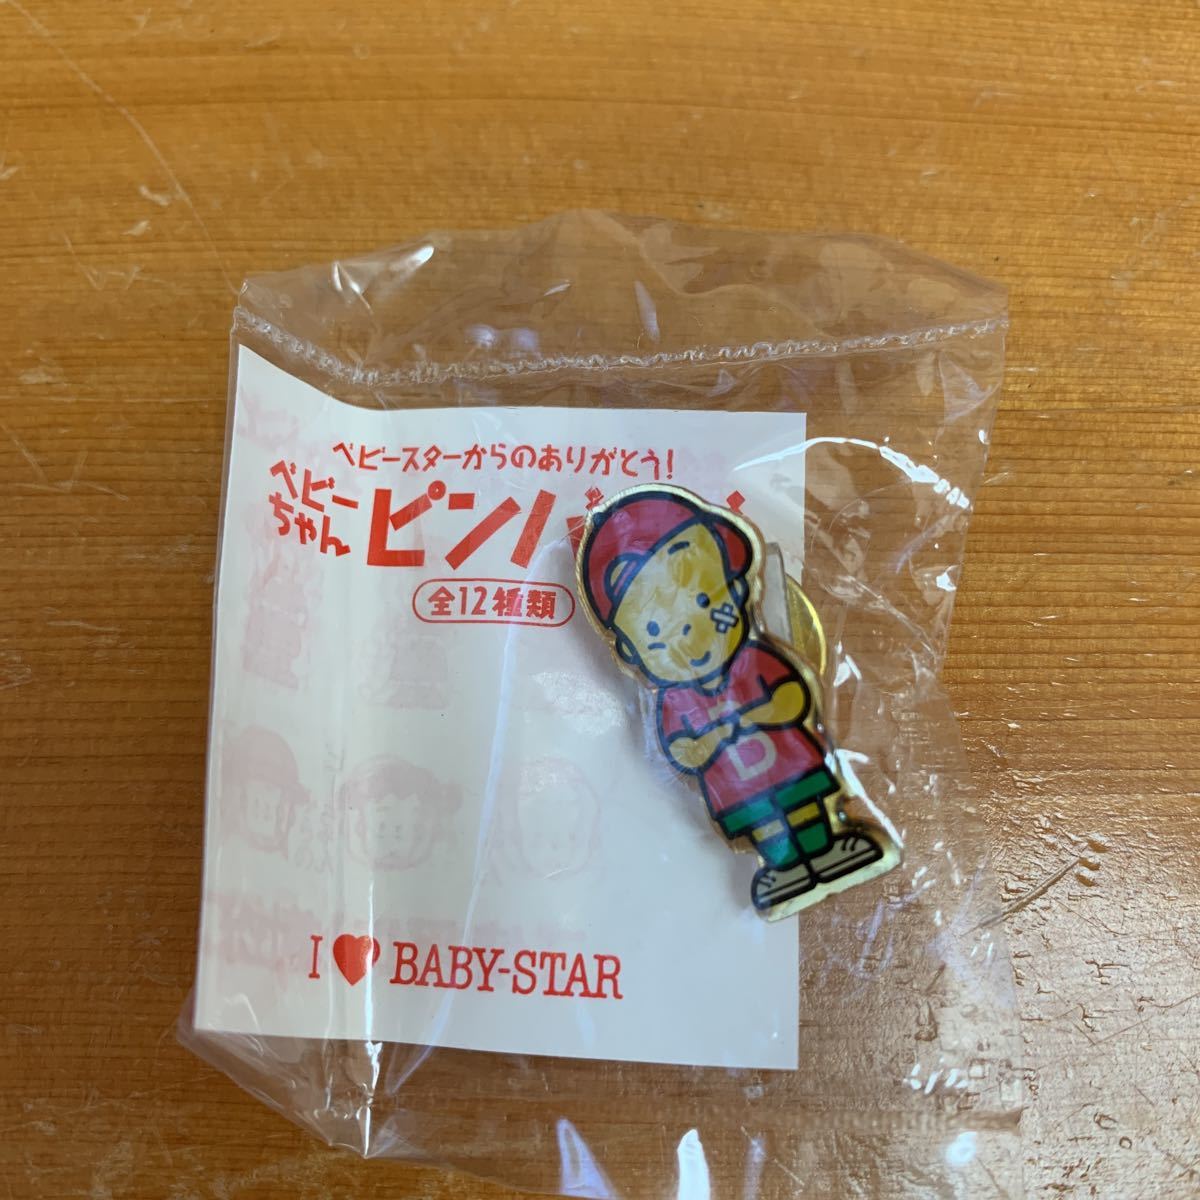 ベビースターからのありがとう!
ベビーちゃん
ピン
全12種類
D
I ♥ BABY-STAR